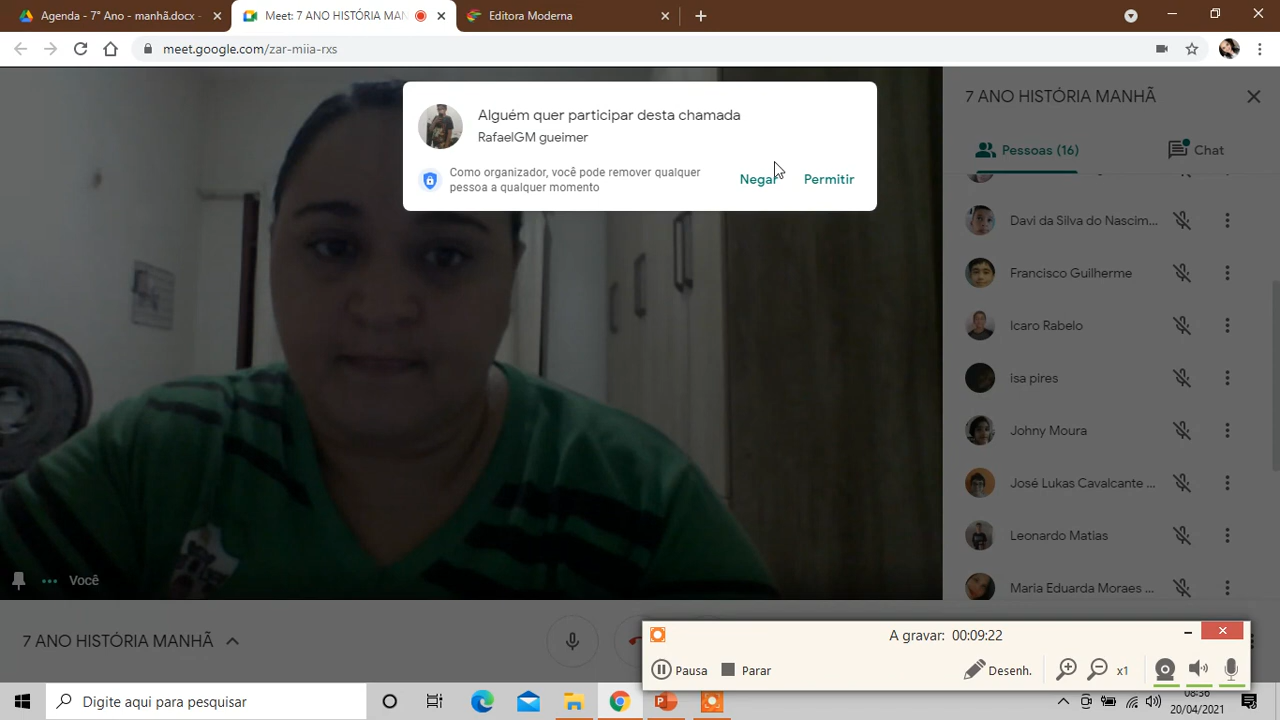 Agenda - 7° Ano - manhã.docx -
Meet: 7 ANO HISTÓRIA MAN
Editora Moderna
meet.google.com/zar-miia-rxs
Alguém quer participar desta chamada
RafaelGM gueimer
Como organizador, você pode remover qualquer
pessoa a qualquer momento
Negar
Permitir
7 ANO HISTÓRIA MANHÃ
Pessoas (16)
Chat
Davi da Silva do Nascim...
Francisco Guilherme
Icaro Rabelo
isa pires
Johny Moura
José Lukas Cavalcante ...
Leonardo Matias
Maria Eduarda Moraes ...
Você
7 ANO HISTÓRIA MANHÃ
A gravar: 00:09:22
Pausa
Parar
Desenh.
x1
Digite aqui para pesquisar
08:36
20/04/2021